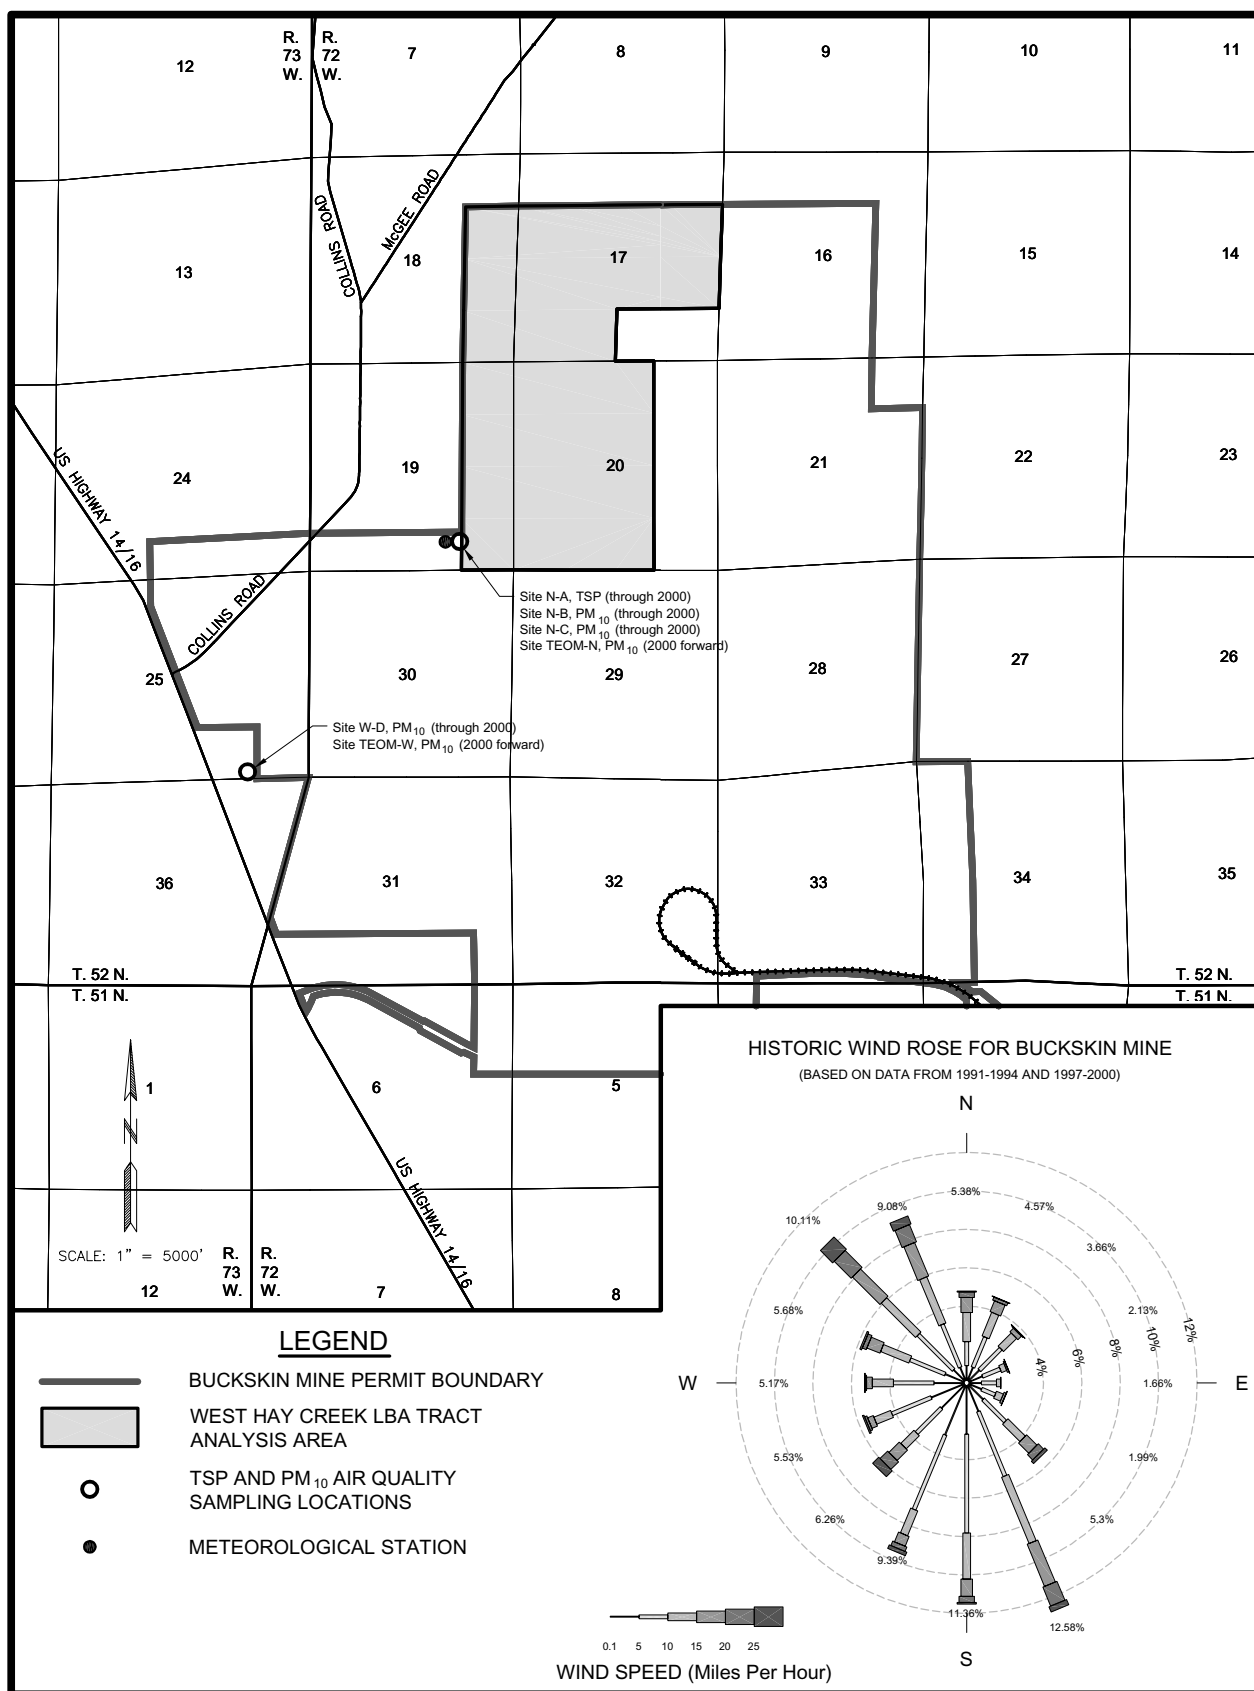 R. R.
73 72
W. W.
12
7
8
9
10
11
COLLINS ROAD
McGEE ROAD
13
18
17
16
15
14
US HIGHWAY 14/16
24
19
20
21
22
23
COLLINS ROAD
Site N-A, TSP (through 2000)
Site N-B, PM10 (through 2000)
Site N-C, PM10 (through 2000)
Site TEOM-N, PM10 (2000 forward)
25
30
29
28
27
26
Site W-D, PM10 (through 2000)
Site TEOM-W, PM10 (2000 forward)
36
31
32
33
34
35
T. 52 N.
T. 51 N.
T. 52 N.
T. 51 N.
1
6
5
N
US HIGHWAY 14/16
SCALE: 1" = 5000'
R. R.
73 72
W. W.
12
7
8
HISTORIC WIND ROSE FOR BUCKSKIN MINE
(BASED ON DATA FROM 1991-1994 AND 1997-2000)
N
5.38%
4.57%
3.66%
2.13%
1.66%
1.99%
5.3%
12.58%
11.36%
9.39%
6.26%
5.53%
5.17%
5.68%
10.11%
9.08%
4%
6%
8%
10%
12%
W
E
S
LEGEND
BUCKSKIN MINE PERMIT BOUNDARY
WEST HAY CREEK LBA TRACT
ANALYSIS AREA
TSP AND PM10 AIR QUALITY
SAMPLING LOCATIONS
METEOROLOGICAL STATION
0.1 5 10 15 20 25
WIND SPEED (Miles Per Hour)